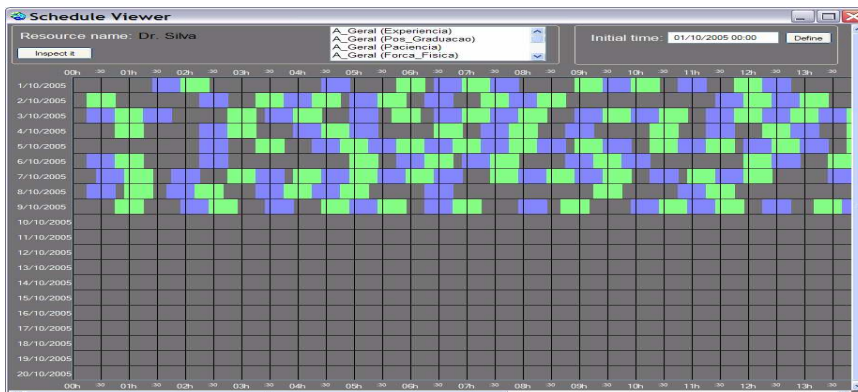 Schedule Viewer
Resource name: Dr. Silva
Inspect it
A_Geral (Experiencia)
A_Geral (Pos_Graduacao)
A_Geral (Paciencia)
A_Geral (Forca_Fisica)
Initial time: 01/10/2005 00:00
Define
00h 30 01h 30 02h 30 03h 30 04h 30 05h 30 06h 30 07h 30 08h 30 09h 30 10h 30 11h 30 12h 30 13h 30
1/10/2005
2/10/2005
3/10/2005
4/10/2005
5/10/2005
6/10/2005
7/10/2005
8/10/2005
9/10/2005
10/10/2005
11/10/2005
12/10/2005
13/10/2005
14/10/2005
15/10/2005
16/10/2005
17/10/2005
18/10/2005
19/10/2005
20/10/2005
00h 30 01h 30 02h 30 03h 30 04h 30 05h 30 06h 30 07h 30 08h 30 09h 30 10h 30 11h 30 12h 30 13h 30